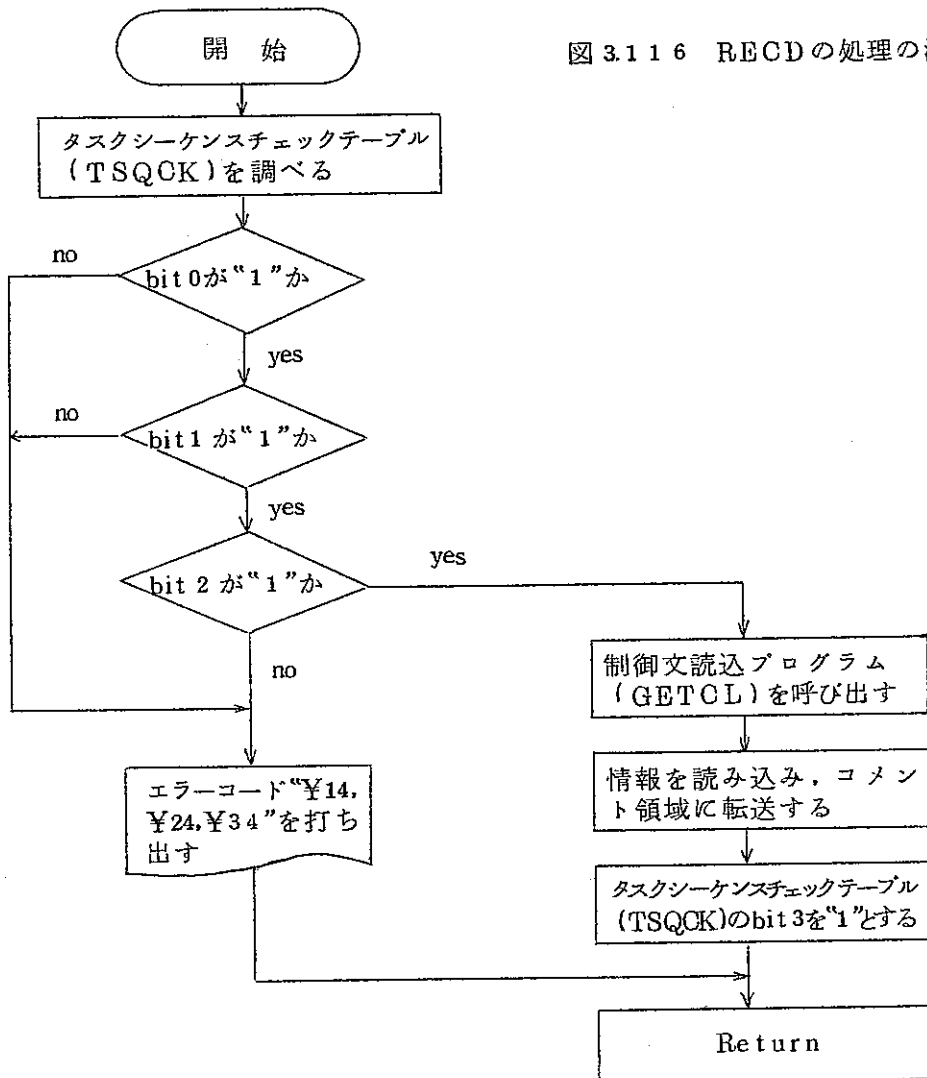 開 始
図 3.1 1 6 RECDの処理の
タスクシーケンスチェックテーブル
(TSQCK)を調べる
no
bit 0が“1”か
yes
no
bit 1 が“1”か
yes
bit 2 が“1”か
yes
no
制御文読込プログラム
(GETCL)を呼び出す
エラーコード“¥14,
¥24,¥34”を打ち
出す
情報を読み込み,コメン
ト領域に転送する
タスクシーケンスチェックテーブル
(TSQCK)のbit 3を“1”とする
Return